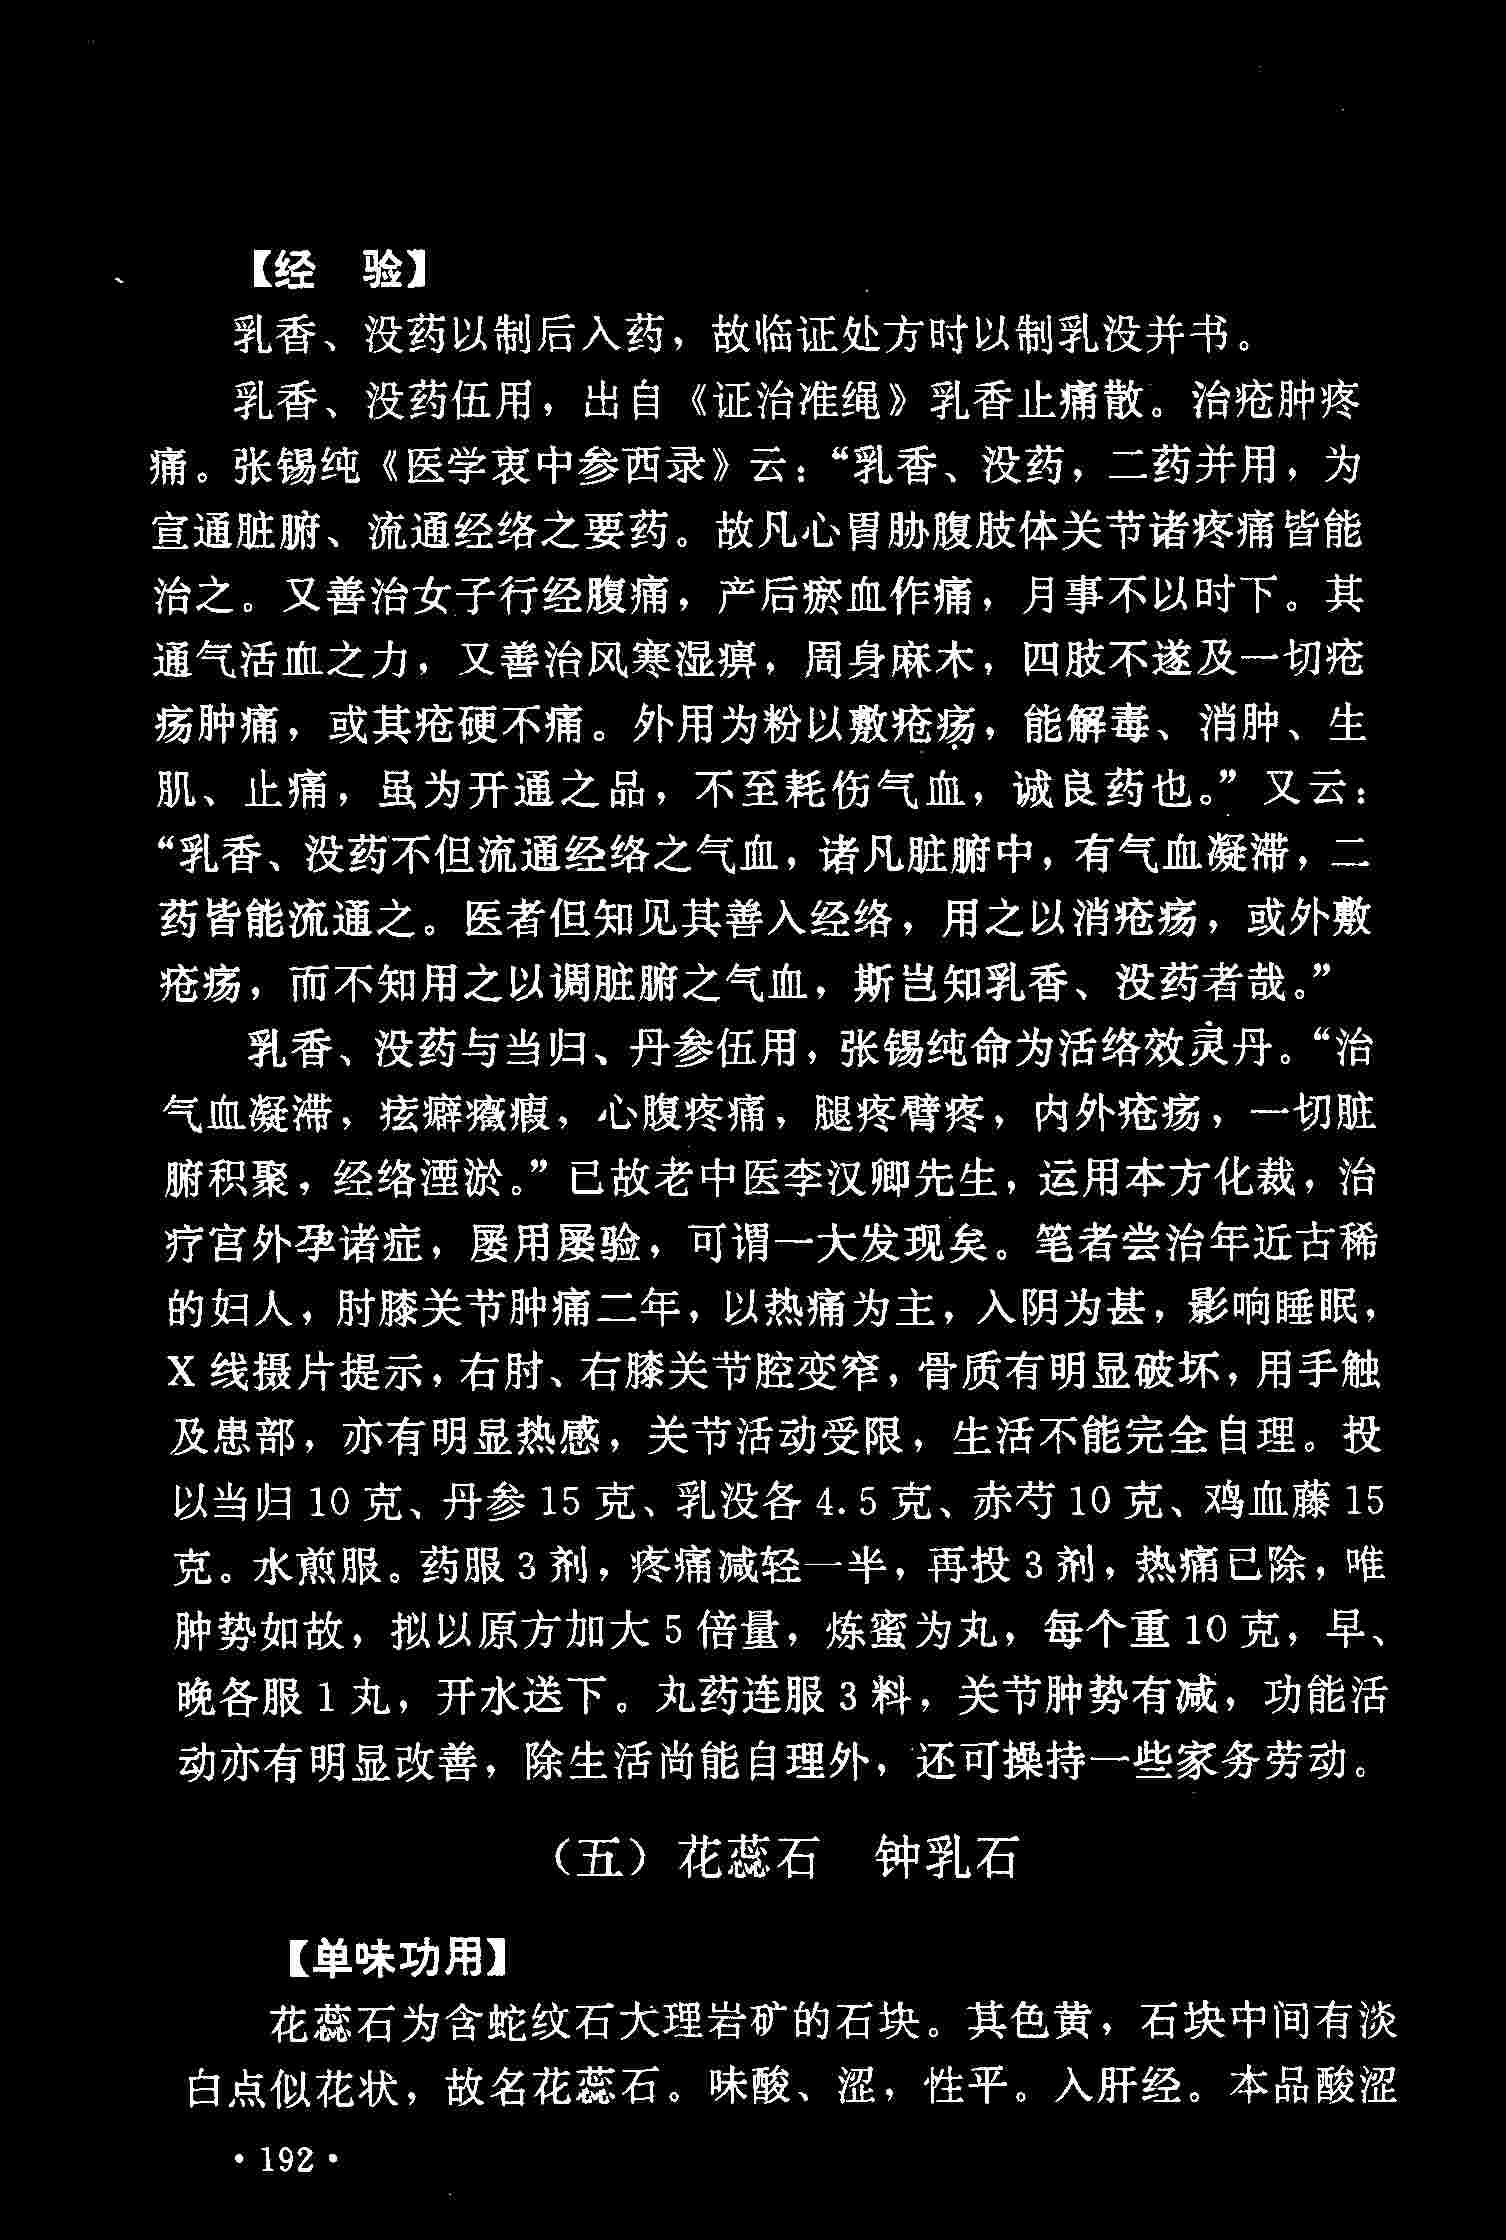 【经　验】
乳香、没药以制后入药，故临证处方时以制乳没并书。
乳香、没药伍用，出自《证治准绳》乳香止痛散。治疮肿疼
痛。张锡纯《医学衷中参西录》云：“乳香、没药，二药并用，为
宣通脏腑、流通经络之要药。故凡心胃胁腹肢体关节诸疼痛皆能
治之。又善治女子行经腹痛，产后瘀血作痛，月事不以时下。其
通气活血之力，又善治风寒湿痹，周身麻木，四肢不遂及一切疮
疡肿痛，或其疮硬不痛。外用为粉以敷疮疡，能解毒、消肿、生
肌、止痛，虽为开通之品，不至耗伤气血，诚良药也。”又云：
“乳香、没药不但流通经络之气血，诸凡脏腑中，有气血凝滞，二
药皆能流通之。医者但知见其善入经络，用之以消疮疡，或外敷
疮疡，而不知用之以调脏腑之气血，斯岂知乳香、没药者哉。”
乳香、没药与当归、丹参伍用，张锡纯命为活络效灵丹。“治
气血凝滞，痃癖癥瘕，心腹疼痛，腿疼臂疼，内外疮疡，一切脏
腑积聚，经络湮淤。”已故老中医李汉卿先生，运用本方化裁，治
疗宫外孕诸症，屡用屡验，可谓一大发现矣。笔者尝治年近古稀
的妇人，肘膝关节肿痛二年，以热痛为主，入阴为甚，影响睡眠，
X 线摄片提示，右肘、右膝关节腔变窄，骨质有明显破坏，用手触
及患部，亦有明显热感，关节活动受限，生活不能完全自理。投
以当归 10 克、丹参 15 克、乳没各 4.5 克、赤芍 10 克、鸡血藤 15
克。水煎服。药服 3 剂，疼痛减轻一半，再投 3 剂，热痛已除，唯
肿势如故，拟以原方加大 5 倍量，炼蜜为丸，每个重 10 克，早、
晚各服 1 丸，开水送下。丸药连服 3 料，关节肿势有减，功能活
动亦有明显改善，除生活尚能自理外，还可操持一些家务劳动。
（五）花蕊石　钟乳石
【单味功用】
花蕊石为含蛇纹石大理岩矿的石块。其色黄，石块中间有淡
白点似花状，故名花蕊石。味酸、涩，性平。入肝经。本品酸涩
·192·